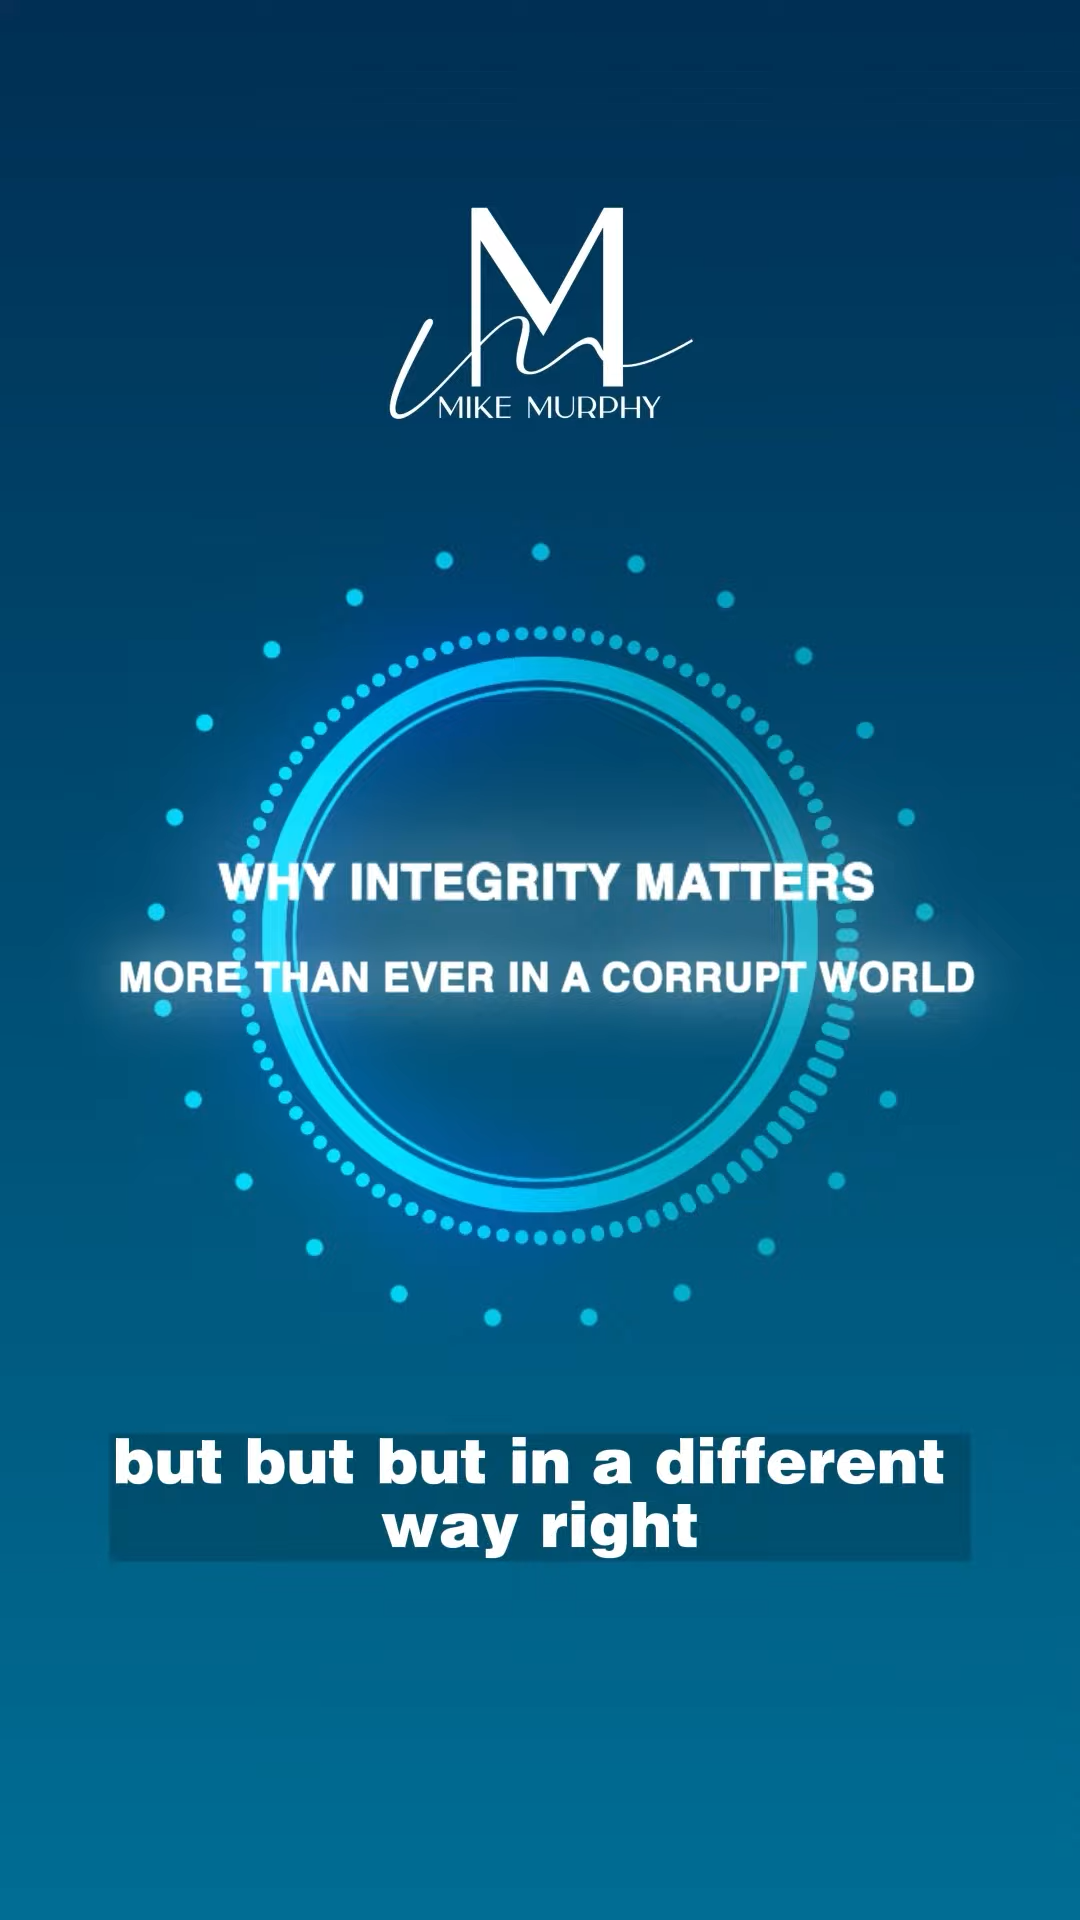 M
MIKE MURPHY
WHY INTEGRITY MATTERS
MORE THAN EVER IN A CORRUPT WORLD
but but but in a different
way right